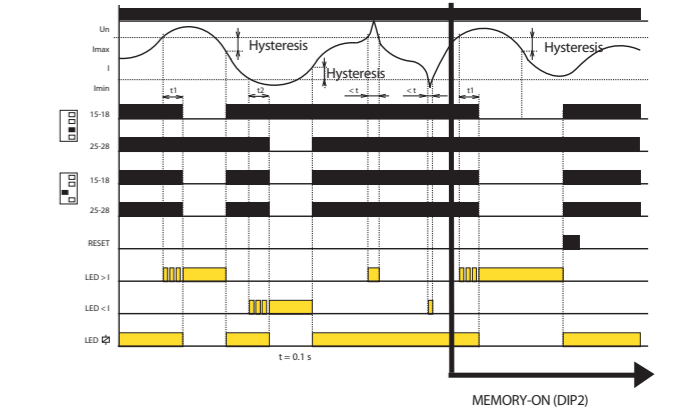 Un
Imax
Hysteresis
Hysteresis
I
Hysteresis
Imin
t1
t2
< t
< t
t1
15-18
25-28
15-18
25-28
RESET
LED > I
LED < I
LED
t = 0.1 s
MEMORY-ON (DIP2)